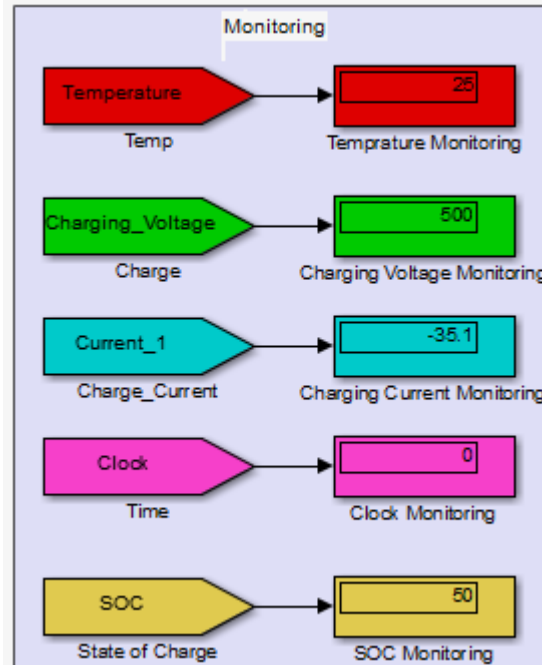 Monitoring
Temperature
25
Temp
Temprature Monitoring
Charging_Voltage
500
Charge
Charging Voltage Monitoring
Current_1
-35.1
Charge_Current
Charging Current Monitoring
Clock
0
Time
Clock Monitoring
SOC
50
State of Charge
SOC Monitoring